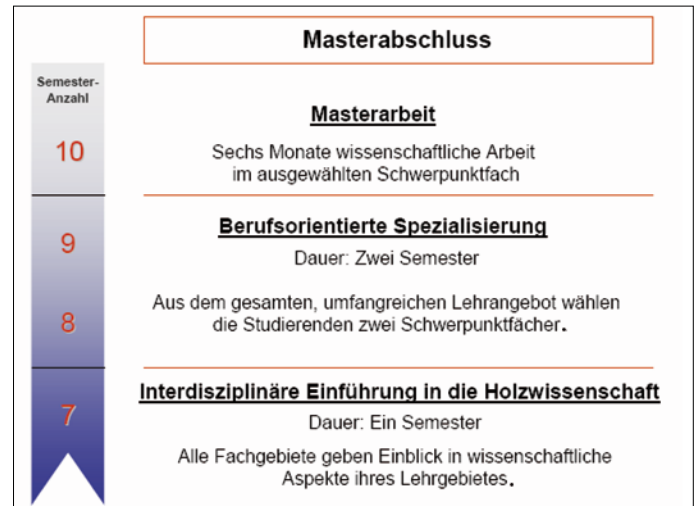 Masterabschluss
Semester-
Anzahl
10
Masterarbeit
Sechs Monate wissenschaftliche Arbeit
im ausgewählten Schwerpunktfach
9
Berufsorientierte Spezialisierung
Dauer: Zwei Semester
8
Aus dem gesamten, umfangreichen Lehrangebot wählen
die Studierenden zwei Schwerpunktfächer.
7
Interdisziplinäre Einführung in die Holzwissenschaft
Dauer: Ein Semester
Alle Fachgebiete geben Einblick in wissenschaftliche
Aspekte ihres Lehrgebietes.